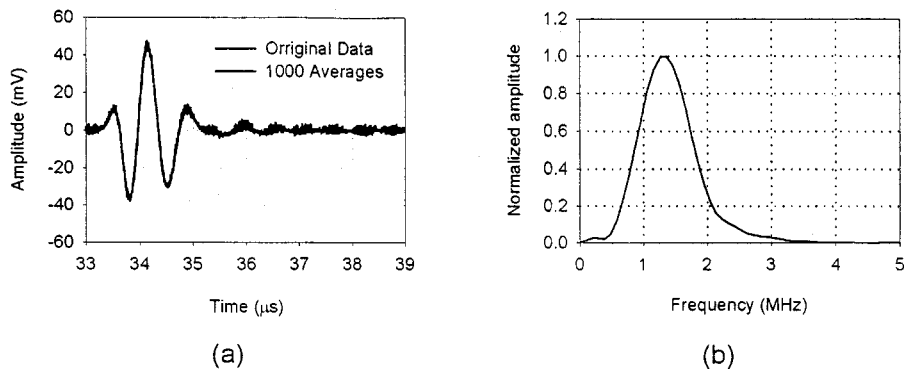 60
40
20
0
-20
-40
-60
Amplitude (mV)
Orriginal Data
1000 Averages
33 34 35 36 37 38 39
Time (μs)
(a)
1.2
1.0
0.8
0.6
0.4
0.2
0.0
Normalized amplitude
0 1 2 3 4 5
Frequency (MHz)
(b)